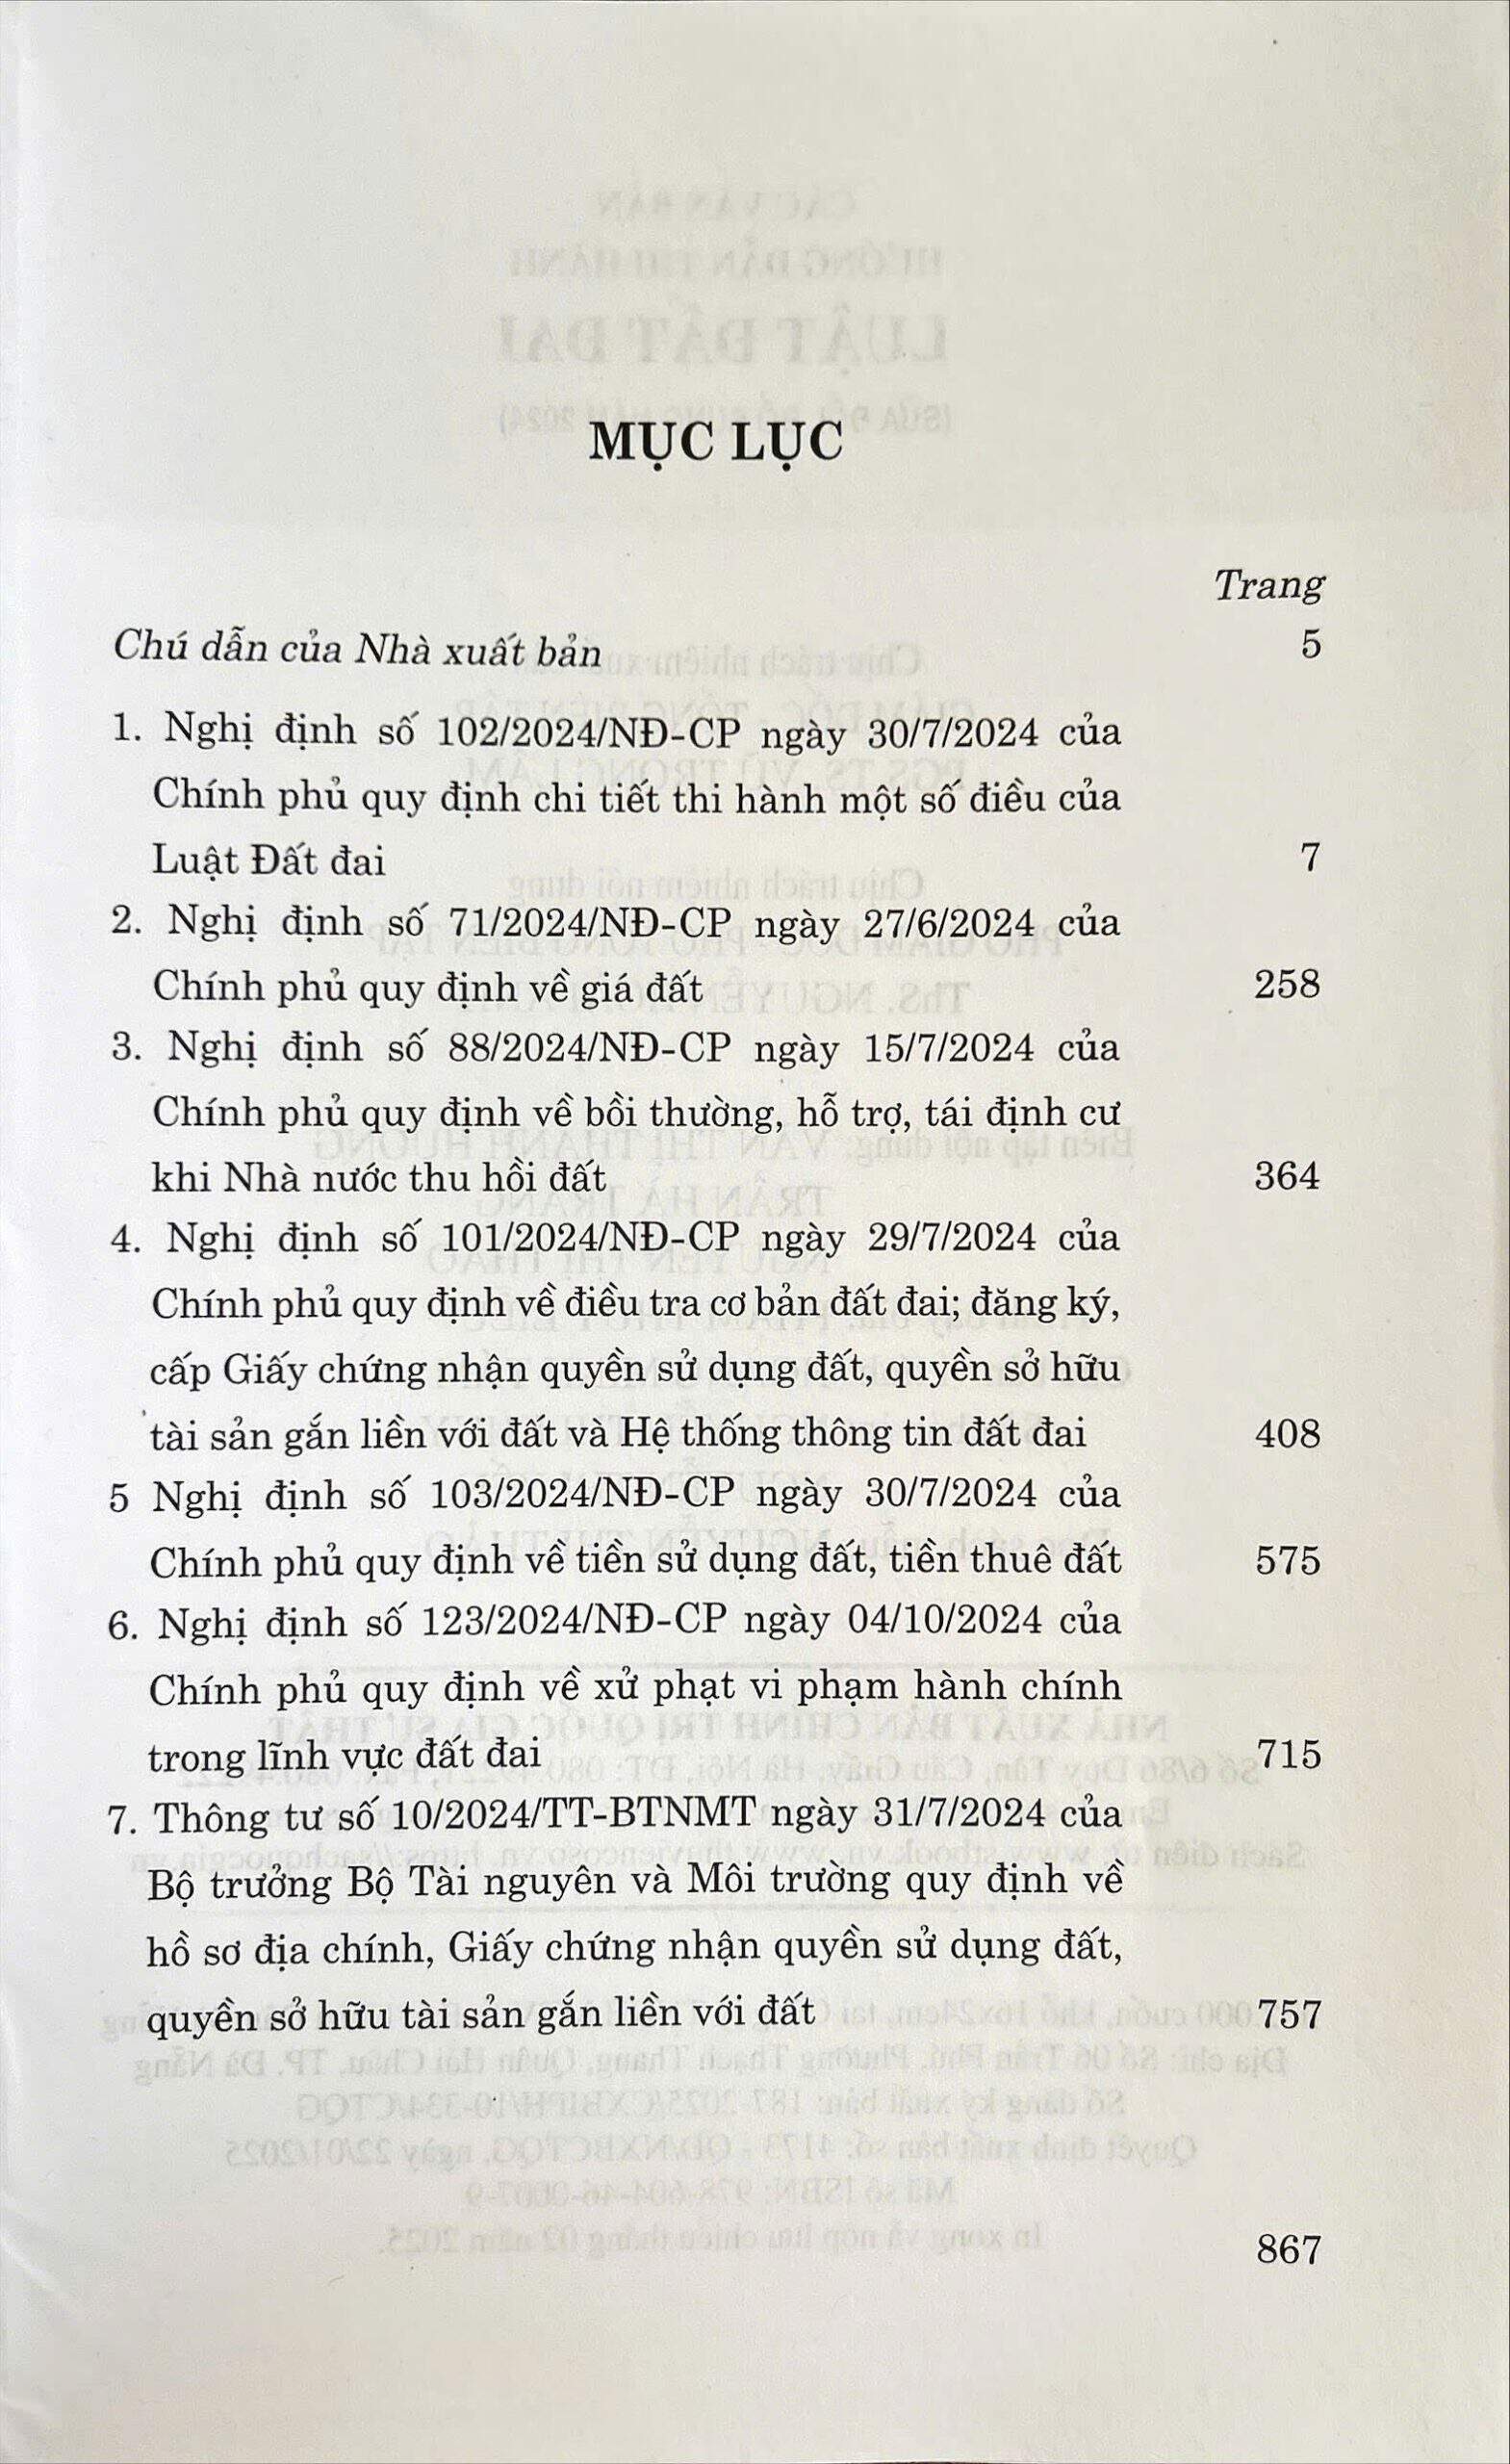 MỤC LỤC
Trang
Chú dẫn của Nhà xuất bản 5
1. Nghị định số 102/2024/NĐ-CP ngày 30/7/2024 của
Chính phủ quy định chi tiết thi hành một số điều của
Luật Đất đai 7
2. Nghị định số 71/2024/NĐ-CP ngày 27/6/2024 của
Chính phủ quy định về giá đất 258
3. Nghị định số 88/2024/NĐ-CP ngày 15/7/2024 của
Chính phủ quy định về bồi thường, hỗ trợ, tái định cư
khi Nhà nước thu hồi đất 364
4. Nghị định số 101/2024/NĐ-CP ngày 29/7/2024 của
Chính phủ quy định về điều tra cơ bản đất đai; đăng ký,
cấp Giấy chứng nhận quyền sử dụng đất, quyền sở hữu
tài sản gắn liền với đất và Hệ thống thông tin đất đai 408
5 Nghị định số 103/2024/NĐ-CP ngày 30/7/2024 của
Chính phủ quy định về tiền sử dụng đất, tiền thuê đất 575
6. Nghị định số 123/2024/NĐ-CP ngày 04/10/2024 của
Chính phủ quy định về xử phạt vi phạm hành chính
trong lĩnh vực đất đai 715
7. Thông tư số 10/2024/TT-BTNMT ngày 31/7/2024 của
Bộ trưởng Bộ Tài nguyên và Môi trường quy định về
hồ sơ địa chính, Giấy chứng nhận quyền sử dụng đất,
quyền sở hữu tài sản gắn liền với đất 757
867